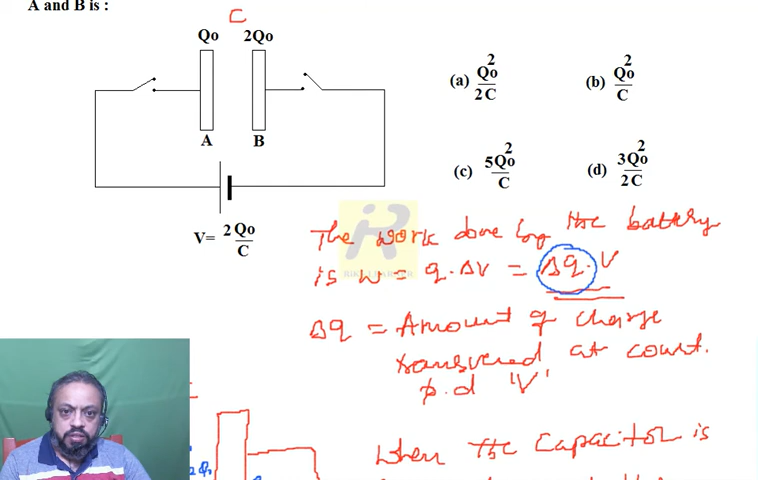 A and B is :
C
Qo 2Qo
A B
V= 2Qo/C
(a) Qo²/2C (b) Qo²/C
(c) 5Qo²/C (d) 3Qo²/2C
The work done by the battery
is w = q.ΔV = Δq.V
Δq = Amount of charge
transvered at const.
p.d "V"
When the Capacitor is